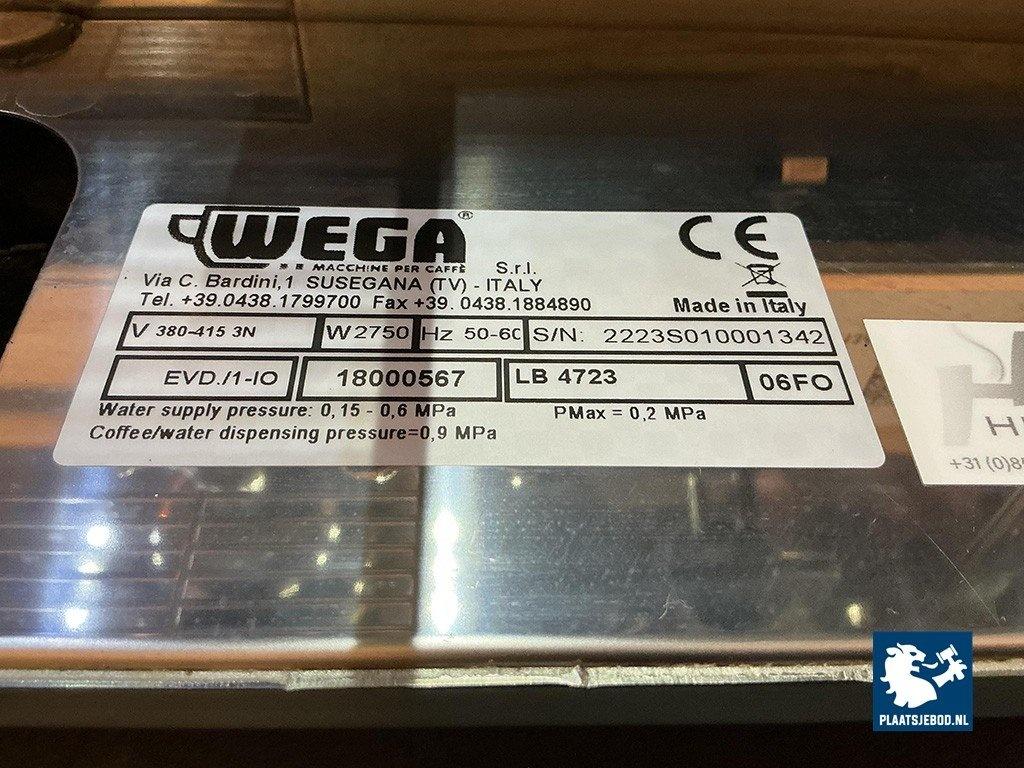 WEGA®
MACCHINE PER CAFFÈ S.r.l.
Via C. Bardini,1 SUSEGANA (TV) - ITALY
Tel. +39.0438.1799700 Fax +39. 0438.1884890
CE
Made in Italy
V 380-415 3N W2750 Hz 50-60 S/N: 2223S010001342
EVD./1-IO 18000567 LB 4723 06FO
Water supply pressure: 0,15 - 0,6 MPa PMax = 0,2 MPa
Coffee/water dispensing pressure=0,9 MPa
+31 (0)8
PLAATSJEBOD.NL